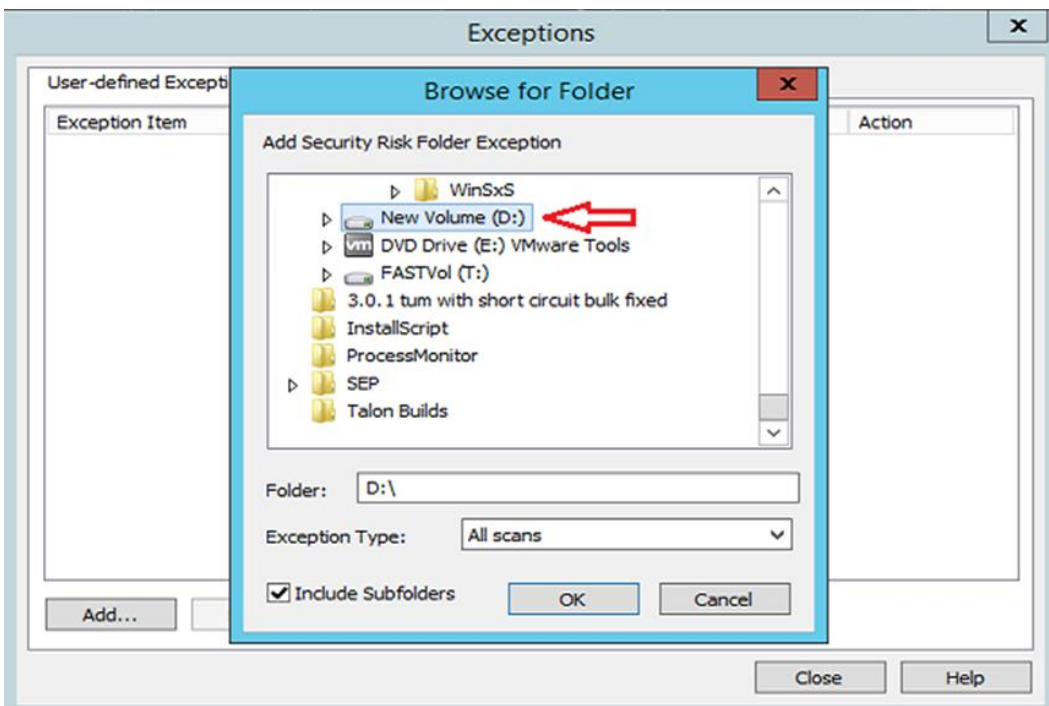 Exceptions
x
User-defined Excepti
Exception Item
Action
Browse for Folder
x
Add Security Risk Folder Exception
WinSxS
New Volume (D:)
vm DVD Drive (E:) VMware Tools
FASTVol (T:)
3.0.1 tum with short circuit bulk fixed
InstallScript
ProcessMonitor
SEP
Talon Builds
Folder: D:\
Exception Type: All scans
Include Subfolders OK Cancel
Add...
Close Help